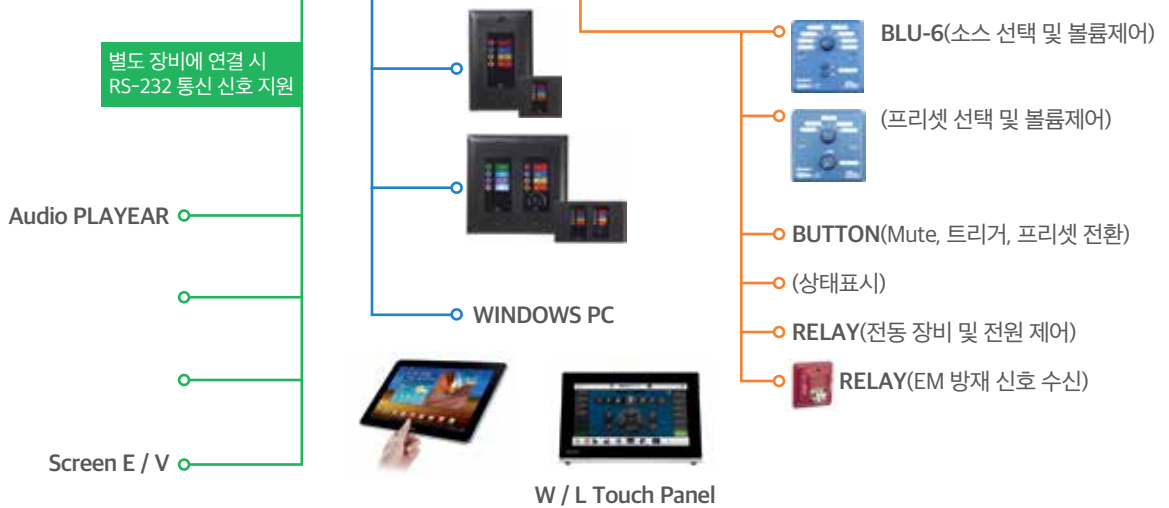 별도 장비에 연결 시
RS-232 통신 신호 지원
Audio PLAYEAR
Screen E / V
WINDOWS PC
W / L Touch Panel
BLU-6(소스 선택 및 볼륨제어)
(프리셋 선택 및 볼륨제어)
BUTTON(Mute, 트리거, 프리셋 전환)
(상태표시)
RELAY(전동 장비 및 전원 제어)
RELAY(EM 방재 신호 수신)